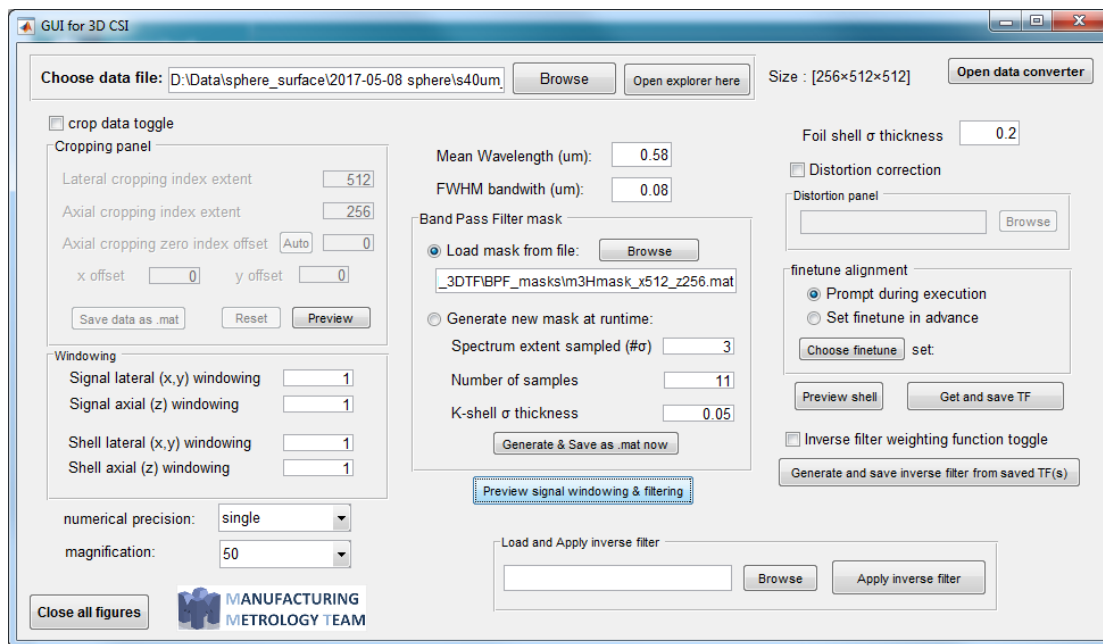 GUI for 3D CSI
Choose data file: D:\Data\sphere_surface\2017-05-08 sphere\s40um_ Browse Open explorer here Size : [256×512×512] Open data converter
crop data toggle
Cropping panel
Lateral cropping index extent 512
Axial cropping index extent 256
Axial cropping zero index offset Auto 0
x offset 0 y offset 0
Save data as .mat Reset Preview
Windowing
Signal lateral (x,y) windowing 1
Signal axial (z) windowing 1
Shell lateral (x,y) windowing 1
Shell axial (z) windowing 1
numerical precision: single
magnification: 50
Close all figures
MANUFACTURING
METROLOGY TEAM
Mean Wavelength (um): 0.58
FWHM bandwith (um): 0.08
Band Pass Filter mask
Load mask from file: Browse
_3DTF\BPF_masks\m3Hmask_x512_z256.mat
Generate new mask at runtime:
Spectrum extent sampled (#σ) 3
Number of samples 11
K-shell σ thickness 0.05
Generate & Save as .mat now
Preview signal windowing & filtering
Foil shell σ thickness 0.2
Distortion correction
Distortion panel
Browse
finetune alignment
Prompt during execution
Set finetune in advance
Choose finetune set:
Preview shell Get and save TF
Inverse filter weighting function toggle
Generate and save inverse filter from saved TF(s)
Load and Apply inverse filter
Browse Apply inverse filter